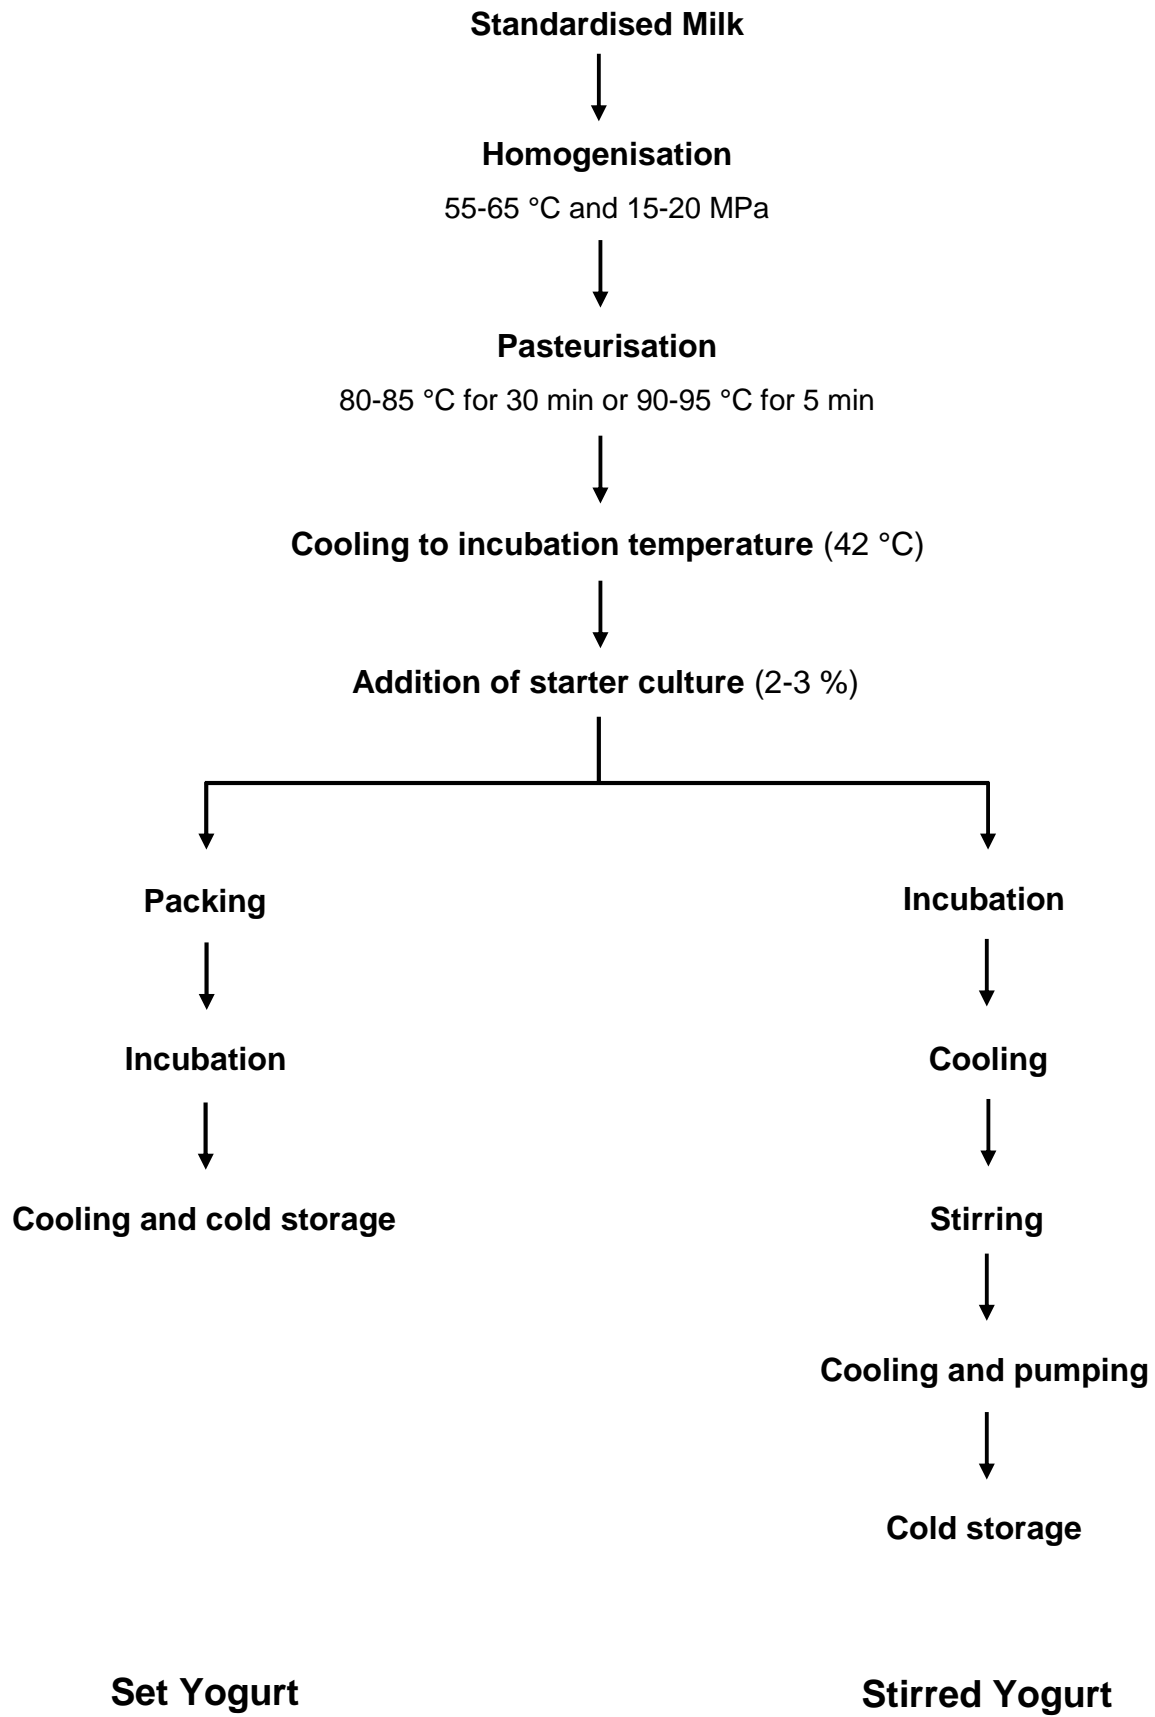 Standardised Milk
Homogenisation
55-65 °C and 15-20 MPa
Pasteurisation
80-85 °C for 30 min or 90-95 °C for 5 min
Cooling to incubation temperature (42 °C)
Addition of starter culture (2-3 %)
Packing
Incubation
Cooling and cold storage
Incubation
Cooling
Stirring
Cooling and pumping
Cold storage
Set Yogurt
Stirred Yogurt